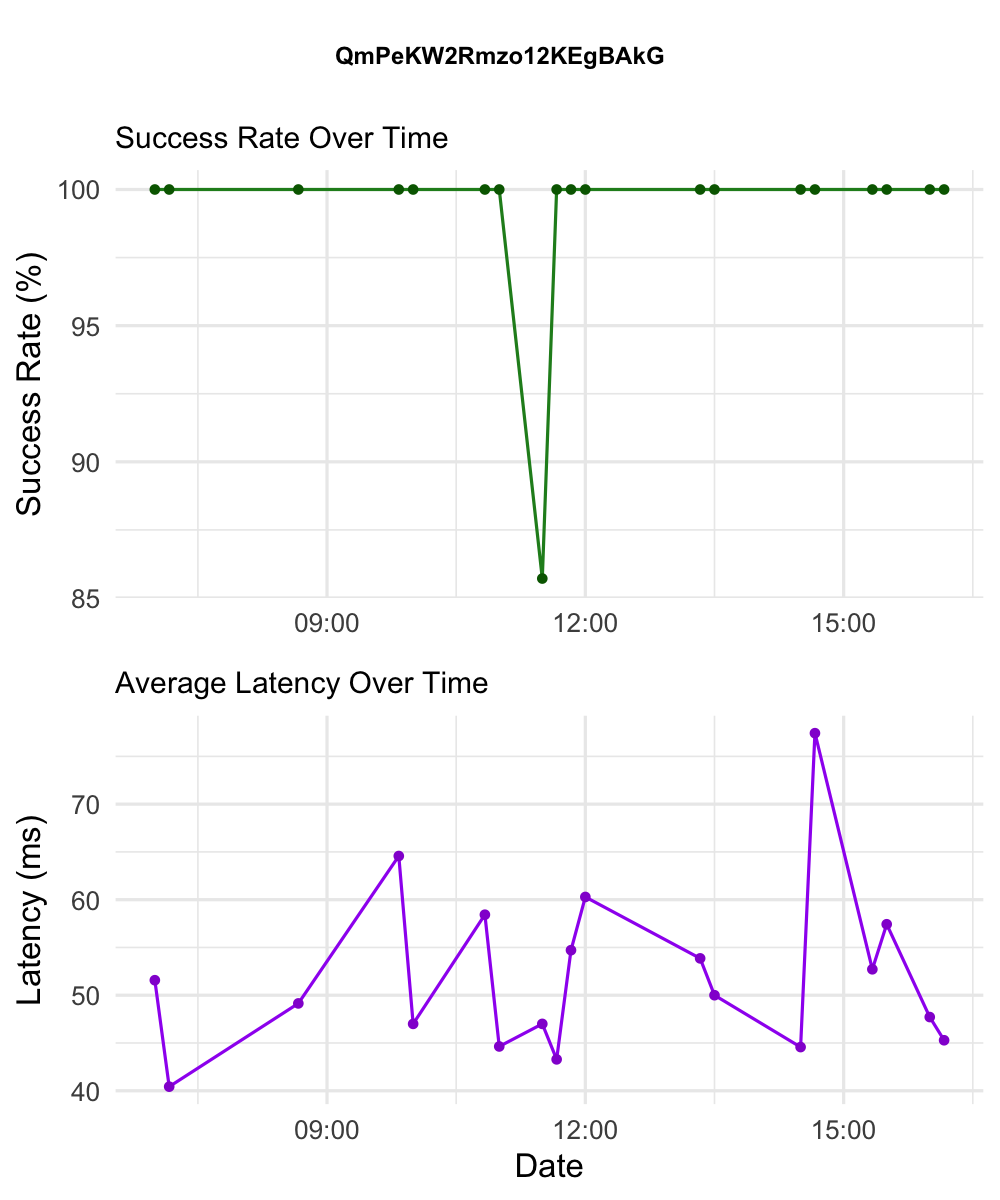 QmPeKW2Rmzo12KEgBAkG
Success Rate Over Time
Success Rate (%)
100
95
90
85
09:00 12:00 15:00
Average Latency Over Time
Latency (ms)
70
60
50
40
09:00 12:00 15:00
Date